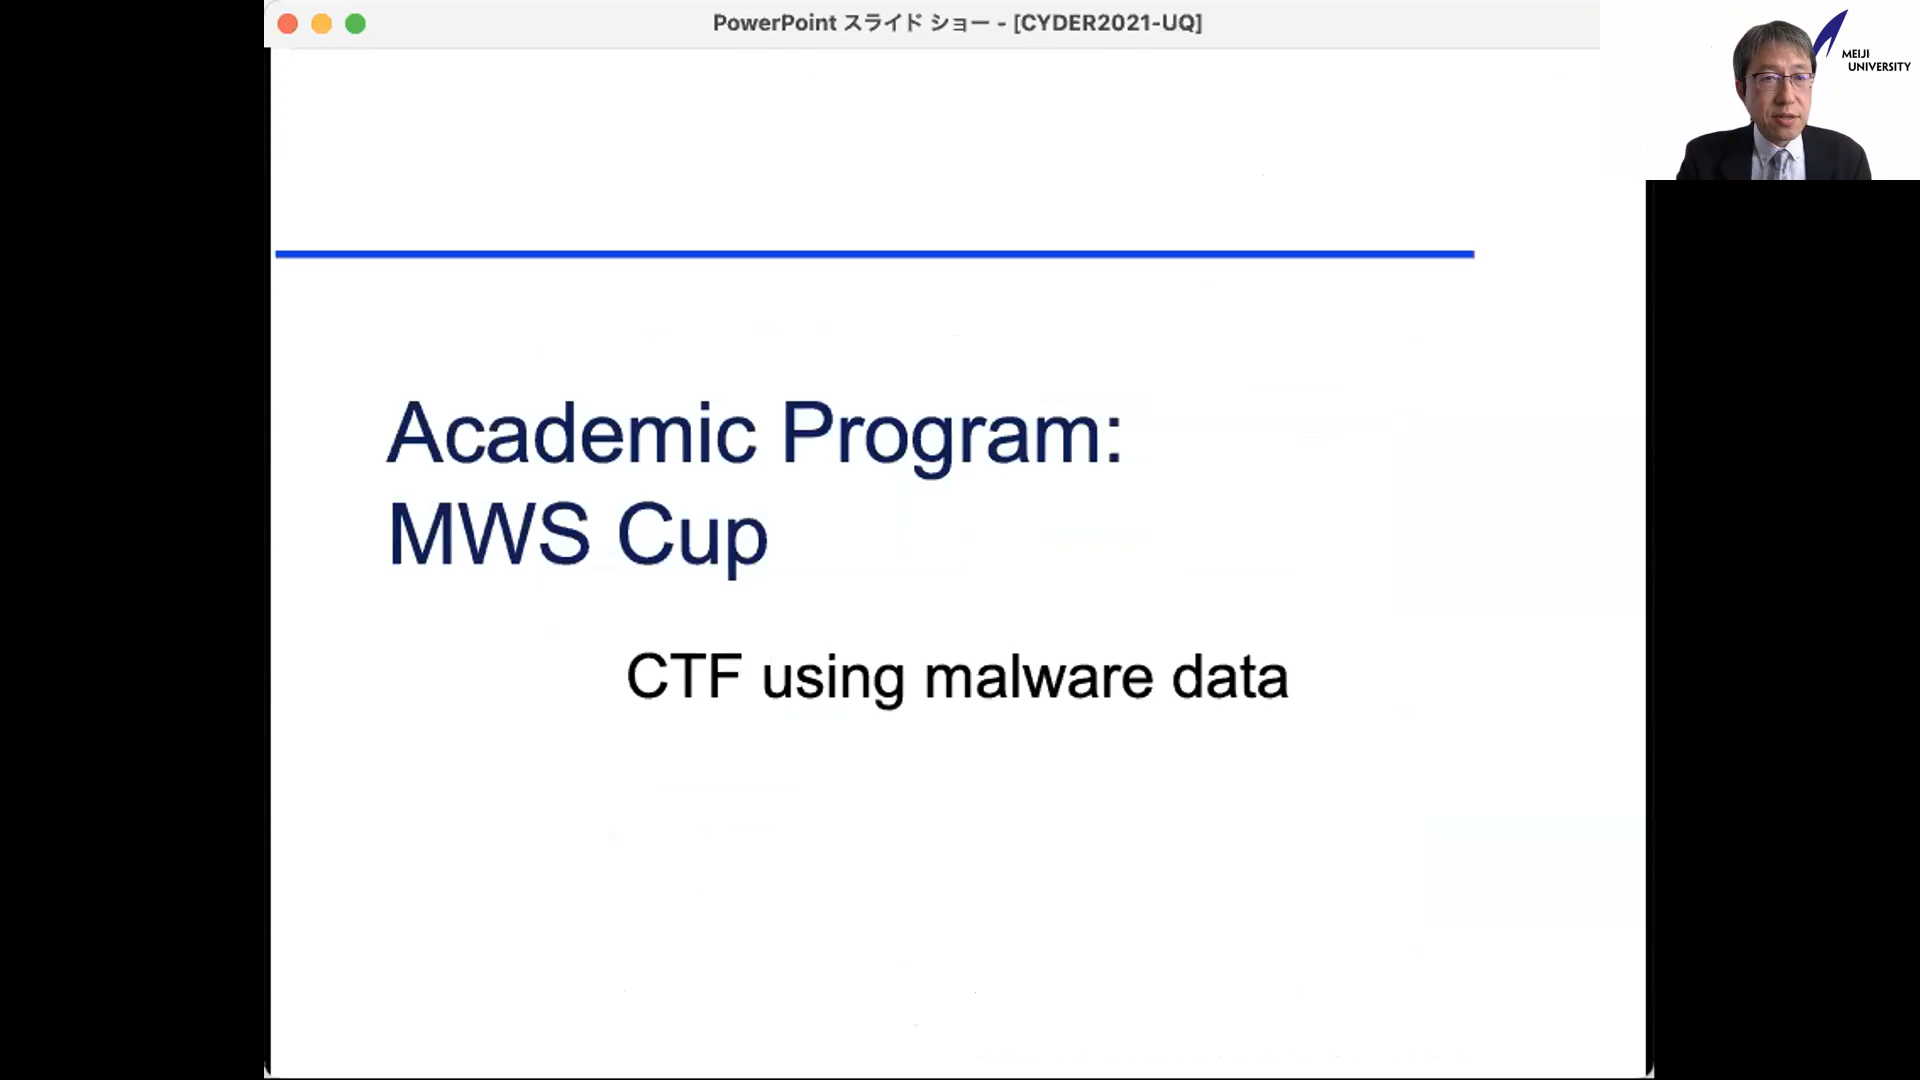 PowerPoint スライド ショー - [CYDER2021-UQ]
MEIJI
UNIVERSITY
Academic Program:
MWS Cup
CTF using malware data